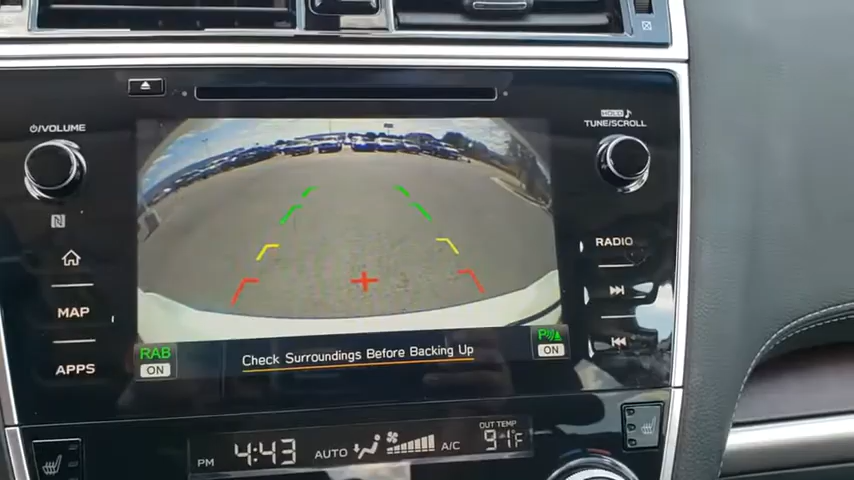 ⏻/VOLUME
HOLD ♪
TUNE/SCROLL
N
RADIO
MAP
APPS
RAB
ON
Check Surroundings Before Backing Up
P
ON
OUT TEMP
PM 4:43 AUTO A/C 91°F